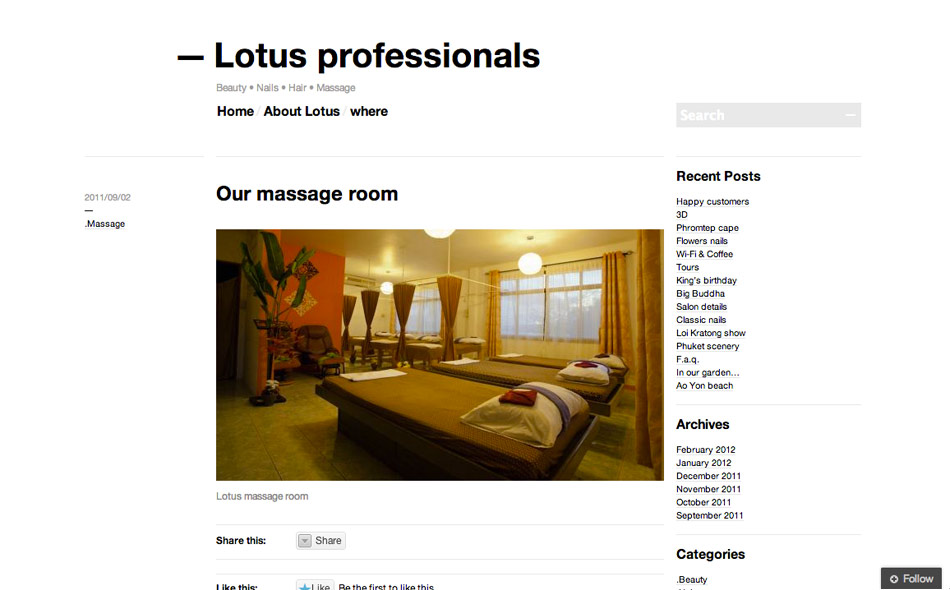 — Lotus professionals
Beauty • Nails • Hair • Massage
Home / About Lotus / where
Search
2011/09/02
—
.Massage
Our massage room
Lotus massage room
Share this: Share
Like this: Like Be the first to like this
Recent Posts
Happy customers
3D
Phromtep cape
Flowers nails
Wi-Fi & Coffee
Tours
King's birthday
Big Buddha
Salon details
Classic nails
Loi Kratong show
Phuket scenery
F.a.q.
In our garden…
Ao Yon beach
Archives
February 2012
January 2012
December 2011
November 2011
October 2011
September 2011
Categories
.Beauty
Follow